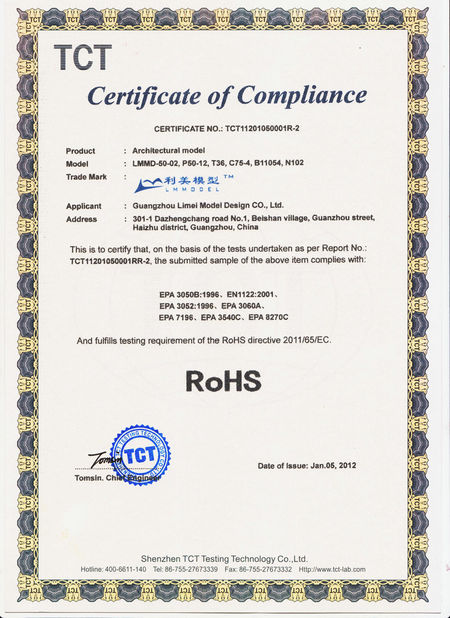 TCT
Certificate of Compliance
CERTIFICATE NO.: TCT11201050001R-2
Product : Architectural model
Model : LMMD-50-02, P50-12, T36, C75-4, B11054, N102
Trade Mark : 利美模型 TM
LMMODEL
Applicant : Guangzhou Limei Model Design CO., Ltd.
Address : 301-1 Dazhengchang road No.1, Beishan village, Guanzhou street,
Haizhu district, Guangzhou, China
This is to certify that, on the basis of the tests undertaken as per Report No.:
TCT11201050001RR-2, the submitted sample of the above item complies with:
EPA 3050B:1996、EN1122:2001、
EPA 3052:1996、EPA 3060A、
EPA 7196、EPA 3540C、EPA 8270C
And fulfills testing requirement of the RoHS directive 2011/65/EC.
RoHS
TCT
Tomsin. Chief Engineer
Date of Issue: Jan.05, 2012
Shenzhen TCT Testing Technology Co.,Ltd.
Hotline: 400-6611-140 Tel: 86-755-27673339 Fax: 86-755-27673332 Http://www.tct-lab.com